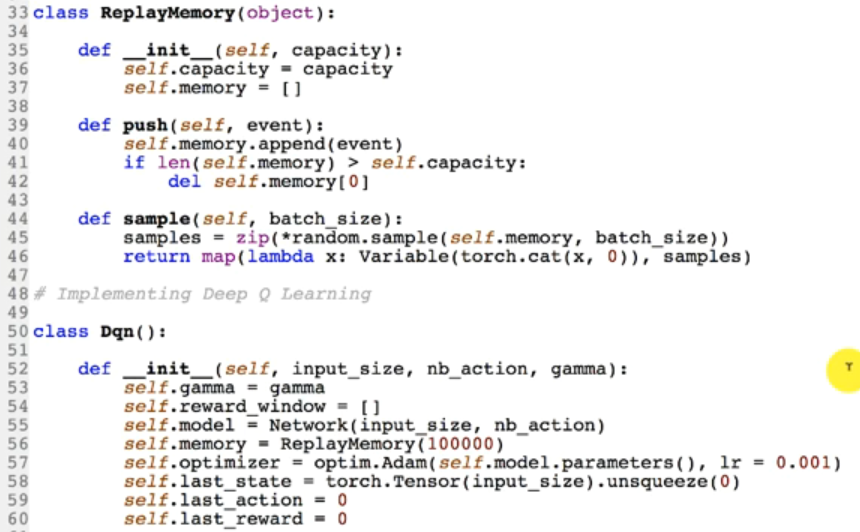 33 class ReplayMemory(object):
34
35     def __init__(self, capacity):
36         self.capacity = capacity
37         self.memory = []
38
39     def push(self, event):
40         self.memory.append(event)
41         if len(self.memory) > self.capacity:
42             del self.memory[0]
43
44     def sample(self, batch_size):
45         samples = zip(*random.sample(self.memory, batch_size))
46         return map(lambda x: Variable(torch.cat(x, 0)), samples)
47
48 # Implementing Deep Q Learning
49
50 class Dqn():
51
52     def __init__(self, input_size, nb_action, gamma):
53         self.gamma = gamma
54         self.reward_window = []
55         self.model = Network(input_size, nb_action)
56         self.memory = ReplayMemory(100000)
57         self.optimizer = optim.Adam(self.model.parameters(), lr = 0.001)
58         self.last_state = torch.Tensor(input_size).unsqueeze(0)
59         self.last_action = 0
60         self.last_reward = 0